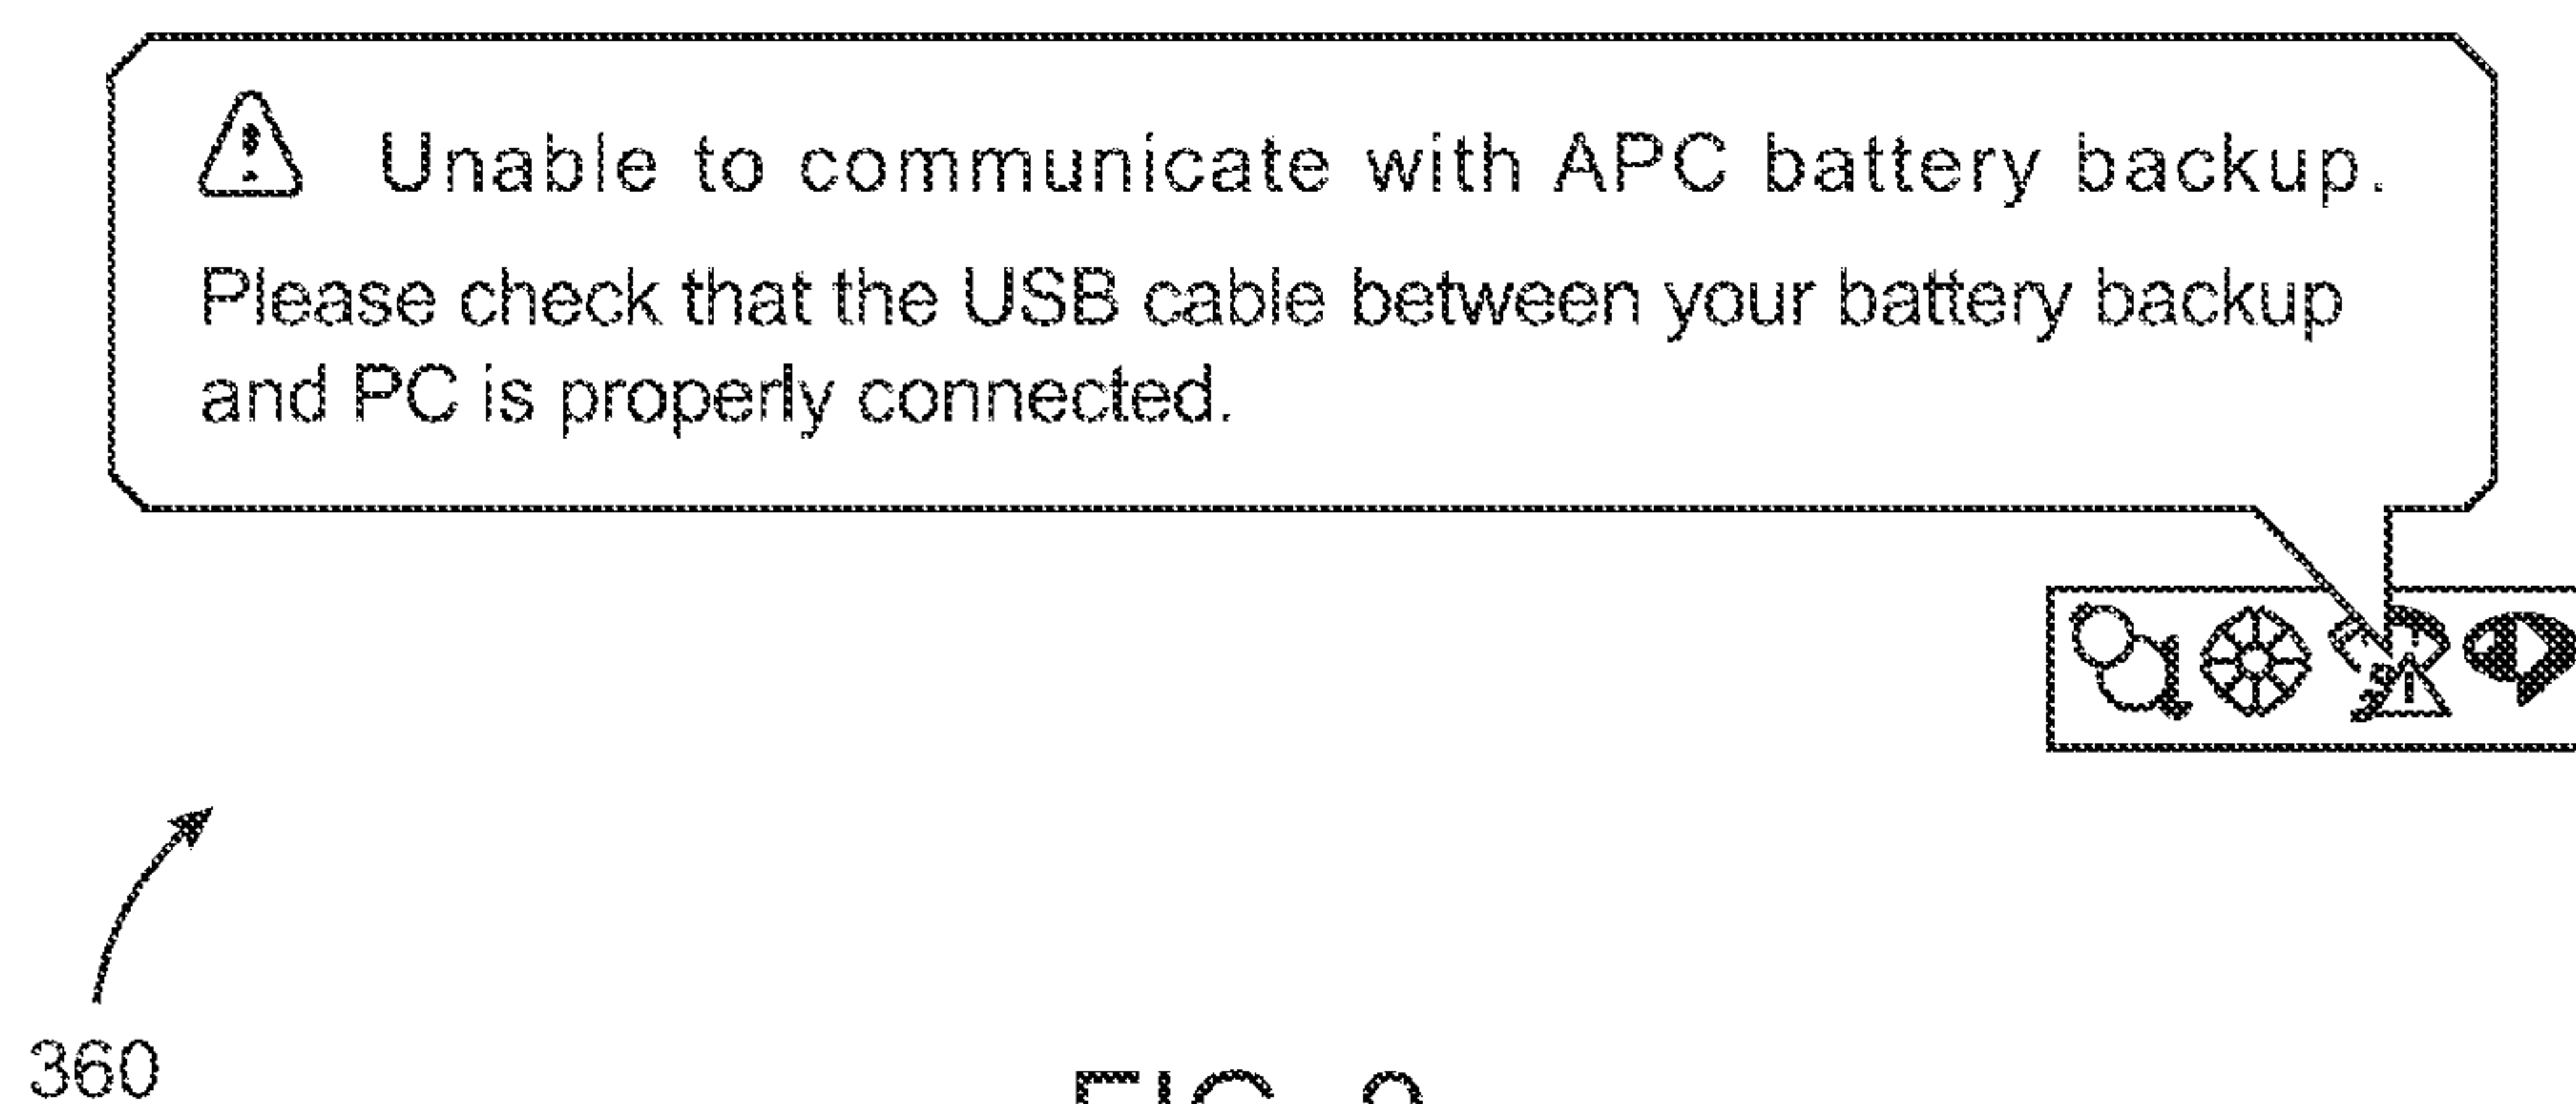 Unable to communicate with APC battery backup.
Please check that the USB cable between your battery backup
and PC is properly connected.
360
FIG.